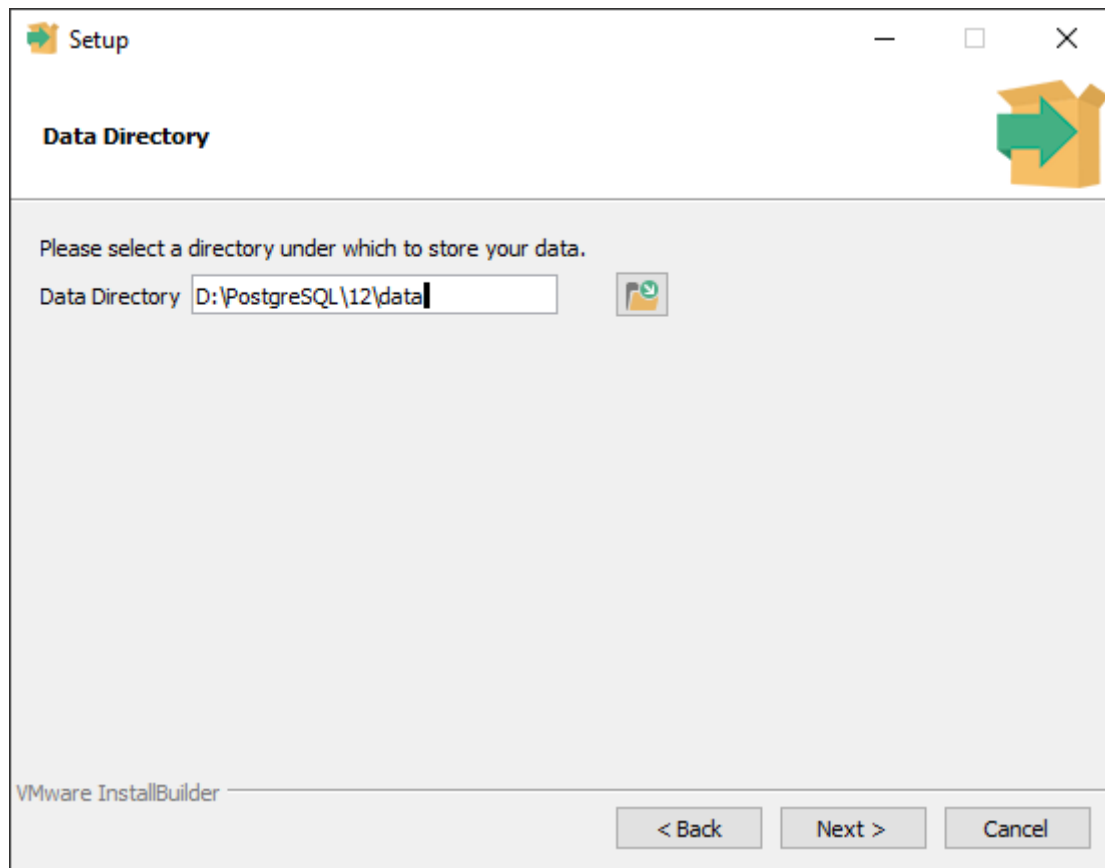 Setup
Data Directory
Please select a directory under which to store your data.
Data Directory D:\PostgreSQL\12\data
VMware InstallBuilder
< Back Next > Cancel